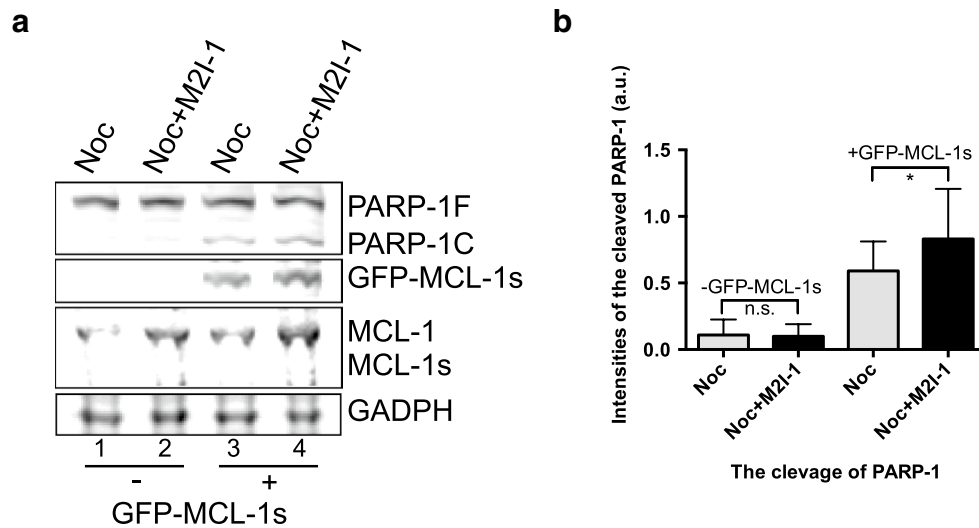 a
Noc
Noc+M2I-1
Noc
Noc+M2I-1
PARP-1F
PARP-1C
GFP-MCL-1s
MCL-1
MCL-1s
GADPH
1 2 3 4
- +
GFP-MCL-1s
b
Intensities of the cleaved PARP-1 (a.u.)
1.5
1.0
0.5
0.0
-GFP-MCL-1s
n.s.
+GFP-MCL-1s
*
Noc
Noc+M2I-1
Noc
Noc+M2I-1
The clevage of PARP-1